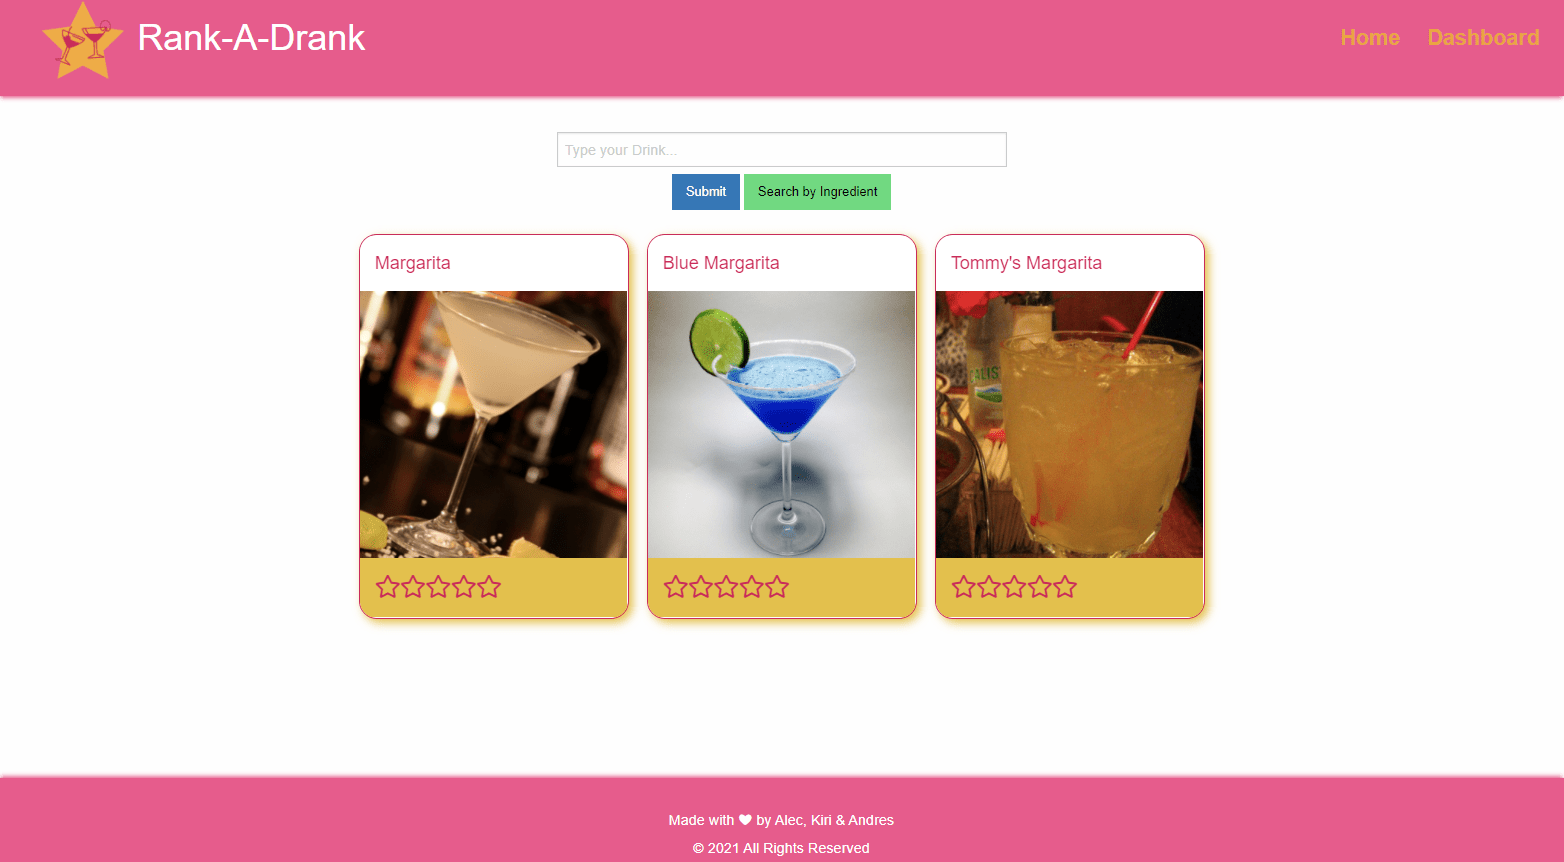 Rank-A-Drank
Home
Dashboard
Type your Drink...
Submit
Search by Ingredient
Margarita
Blue Margarita
Tommy's Margarita
CALIS
Made with ♥ by Alec, Kiri & Andres
© 2021 All Rights Reserved